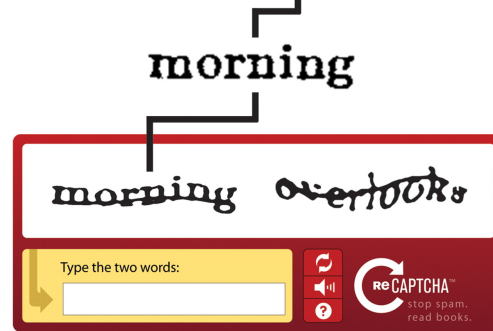 morning
morning overlooks
Type the two words:
ReCAPTCHA™
stop spam.
read books.
?